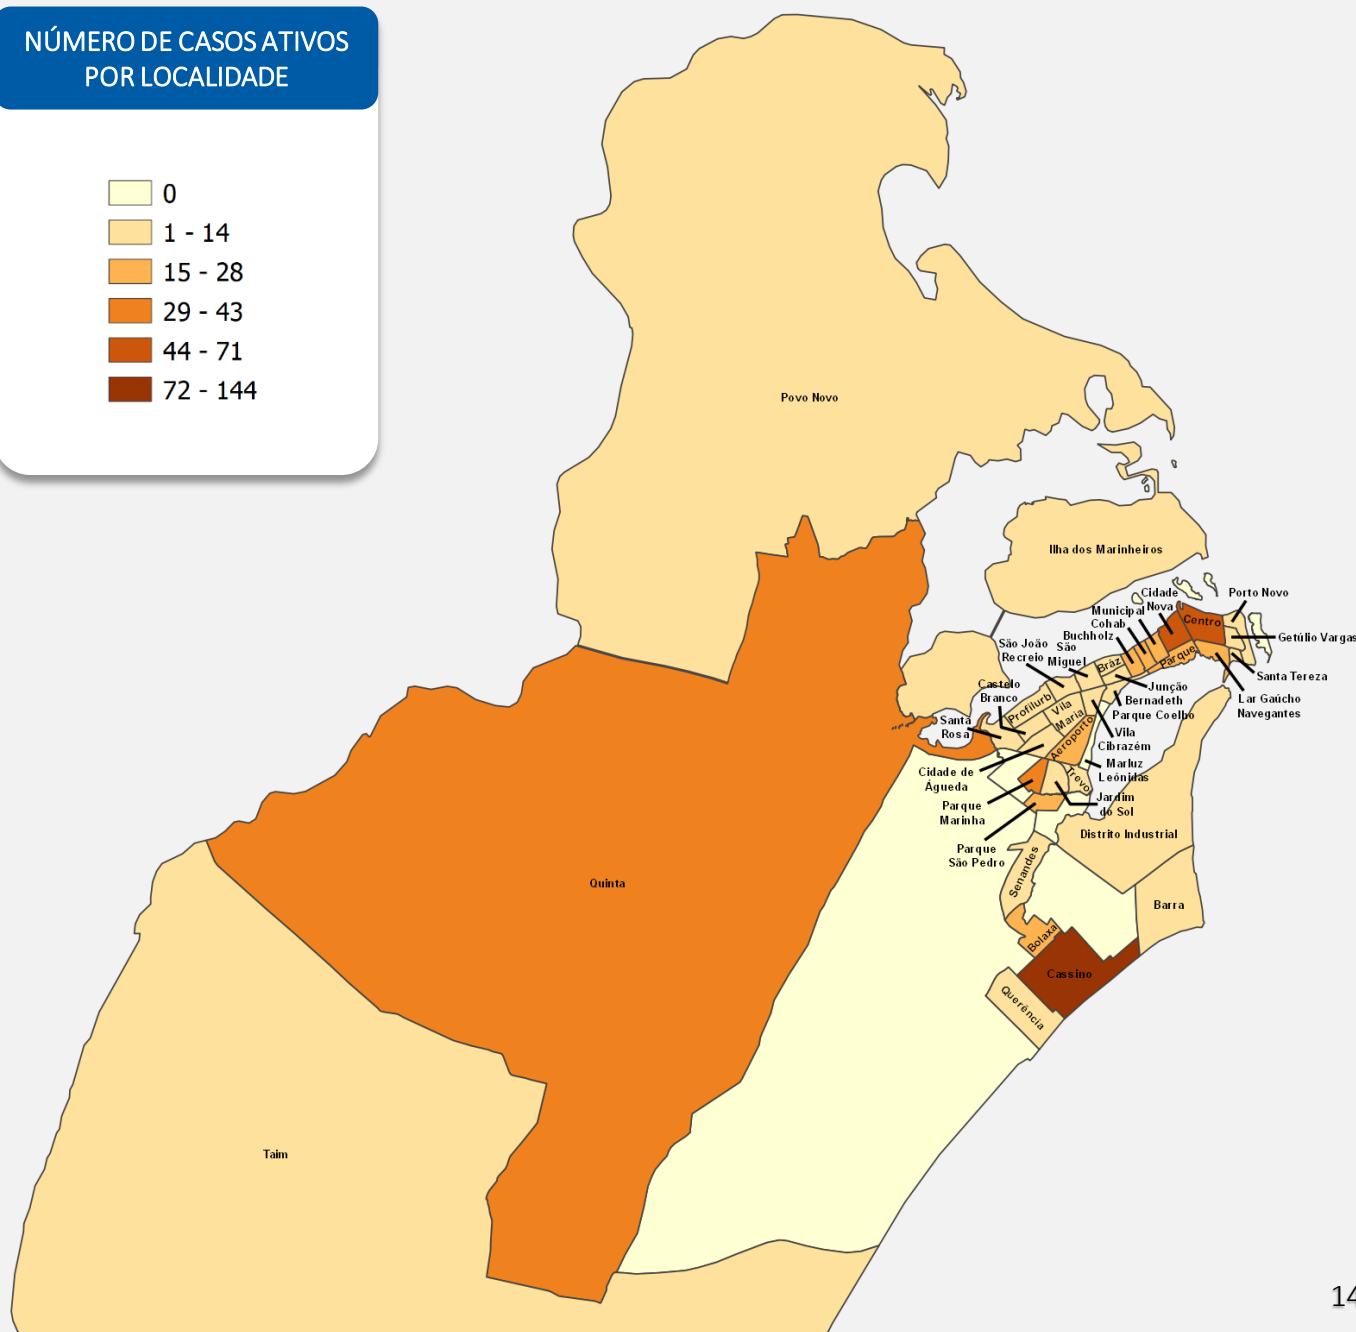 NÚMERO DE CASOS ATIVOS
POR LOCALIDADE
0
1 - 14
15 - 28
29 - 43
44 - 71
72 - 144
Povo Novo
Ilha dos Marinheiros
Cidade
Nova
Porto Novo
Municipal
Cohab
Buchholz
Centro
Getúlio Vargas
São João
Recreio
São
Miguel
Bráz
Parque
Santa Tereza
Castelo
Branco
Junção
Bernadeth
Parque Coelho
Lar Gaúcho
Navegantes
Profilurb
Vila
Maria
Santa
Rosa
Aeroporto
Vila
Cibrazém
Cidade de
Águeda
Trevo
Marluz
Leónidas
Parque
Marinha
Jardim
do Sol
Distrito Industrial
Parque
São Pedro
Senandes
Quinta
Barra
Bolaxa
Cassino
Querência
Taim
14